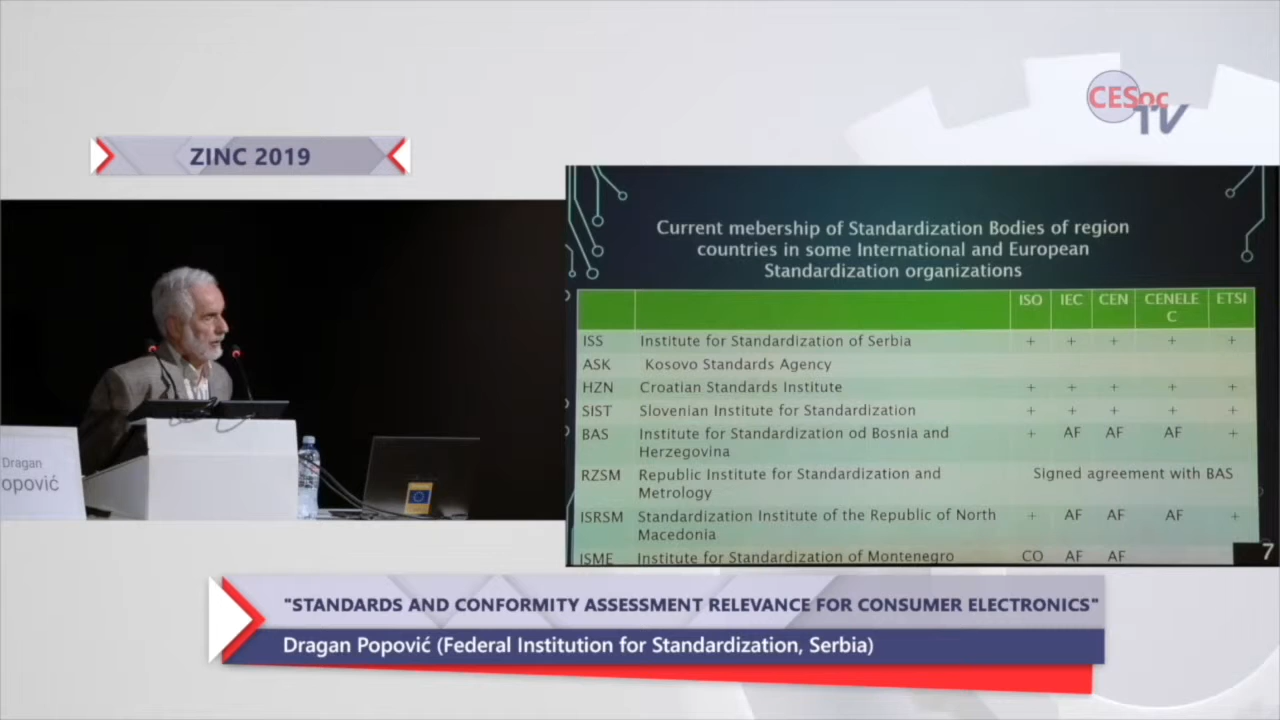 CESoc
TV
ZINC 2019
Current mebership of Standardization Bodies of region
countries in some International and European
Standardization organizations
ISO IEC CEN CENELE ETSI
C
ISS Institute for Standardization of Serbia + + + + +
ASK Kosovo Standards Agency
HZN Croatian Standards Institute + + + + +
SIST Slovenian Institute for Standardization + + + + +
BAS Institute for Standardization od Bosnia and + AF AF AF +
Herzegovina
RZSM Republic Institute for Standardization and Signed agreement with BAS
Metrology
ISRSM Standardization Institute of the Republic of North + AF AF AF +
Macedonia
ISME Institute for Standardization of Montenegro CO AF AF
7
Dragan
opović
"STANDARDS AND CONFORMITY ASSESSMENT RELEVANCE FOR CONSUMER ELECTRONICS"
Dragan Popović (Federal Institution for Standardization, Serbia)